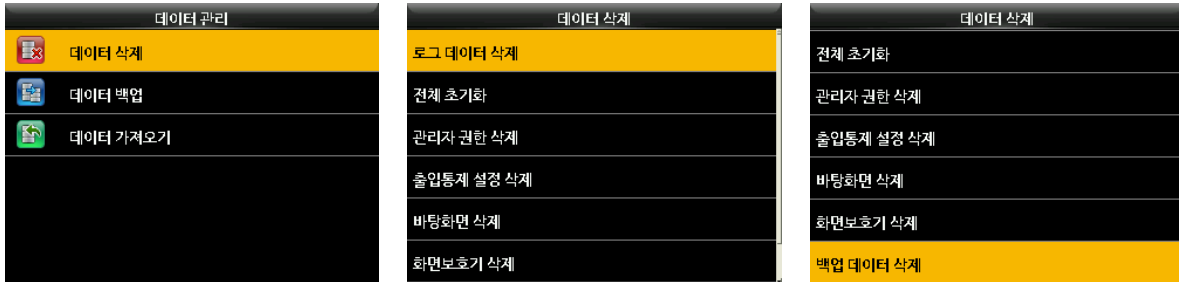 데이터 관리
데이터 삭제
데이터 백업
데이터 가져오기
데이터 삭제
로그 데이터 삭제
전체 초기화
관리자 권한 삭제
출입통제 설정 삭제
바탕화면 삭제
화면보호기 삭제
데이터 삭제
전체 초기화
관리자 권한 삭제
출입통제 설정 삭제
바탕화면 삭제
화면보호기 삭제
백업 데이터 삭제